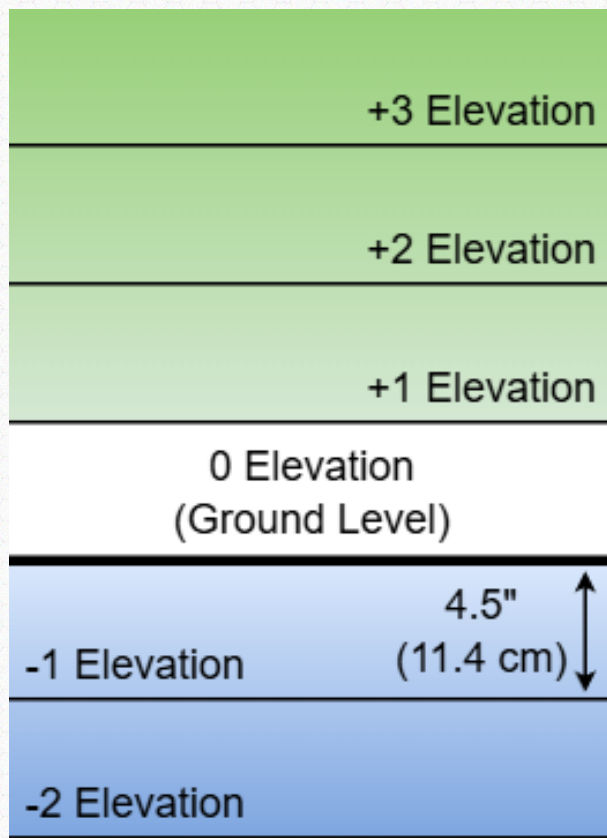 +3 Elevation
+2 Elevation
+1 Elevation
0 Elevation
(Ground Level)
4.5"
(11.4 cm)
-1 Elevation
-2 Elevation